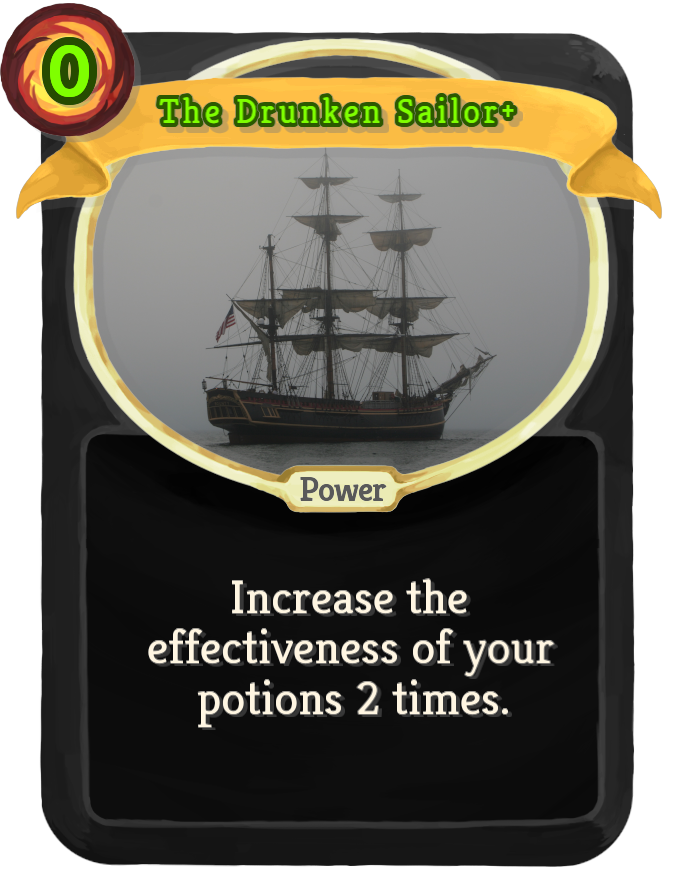 0
The Drunken Sailor+
Power
Increase the
effectiveness of your
potions 2 times.